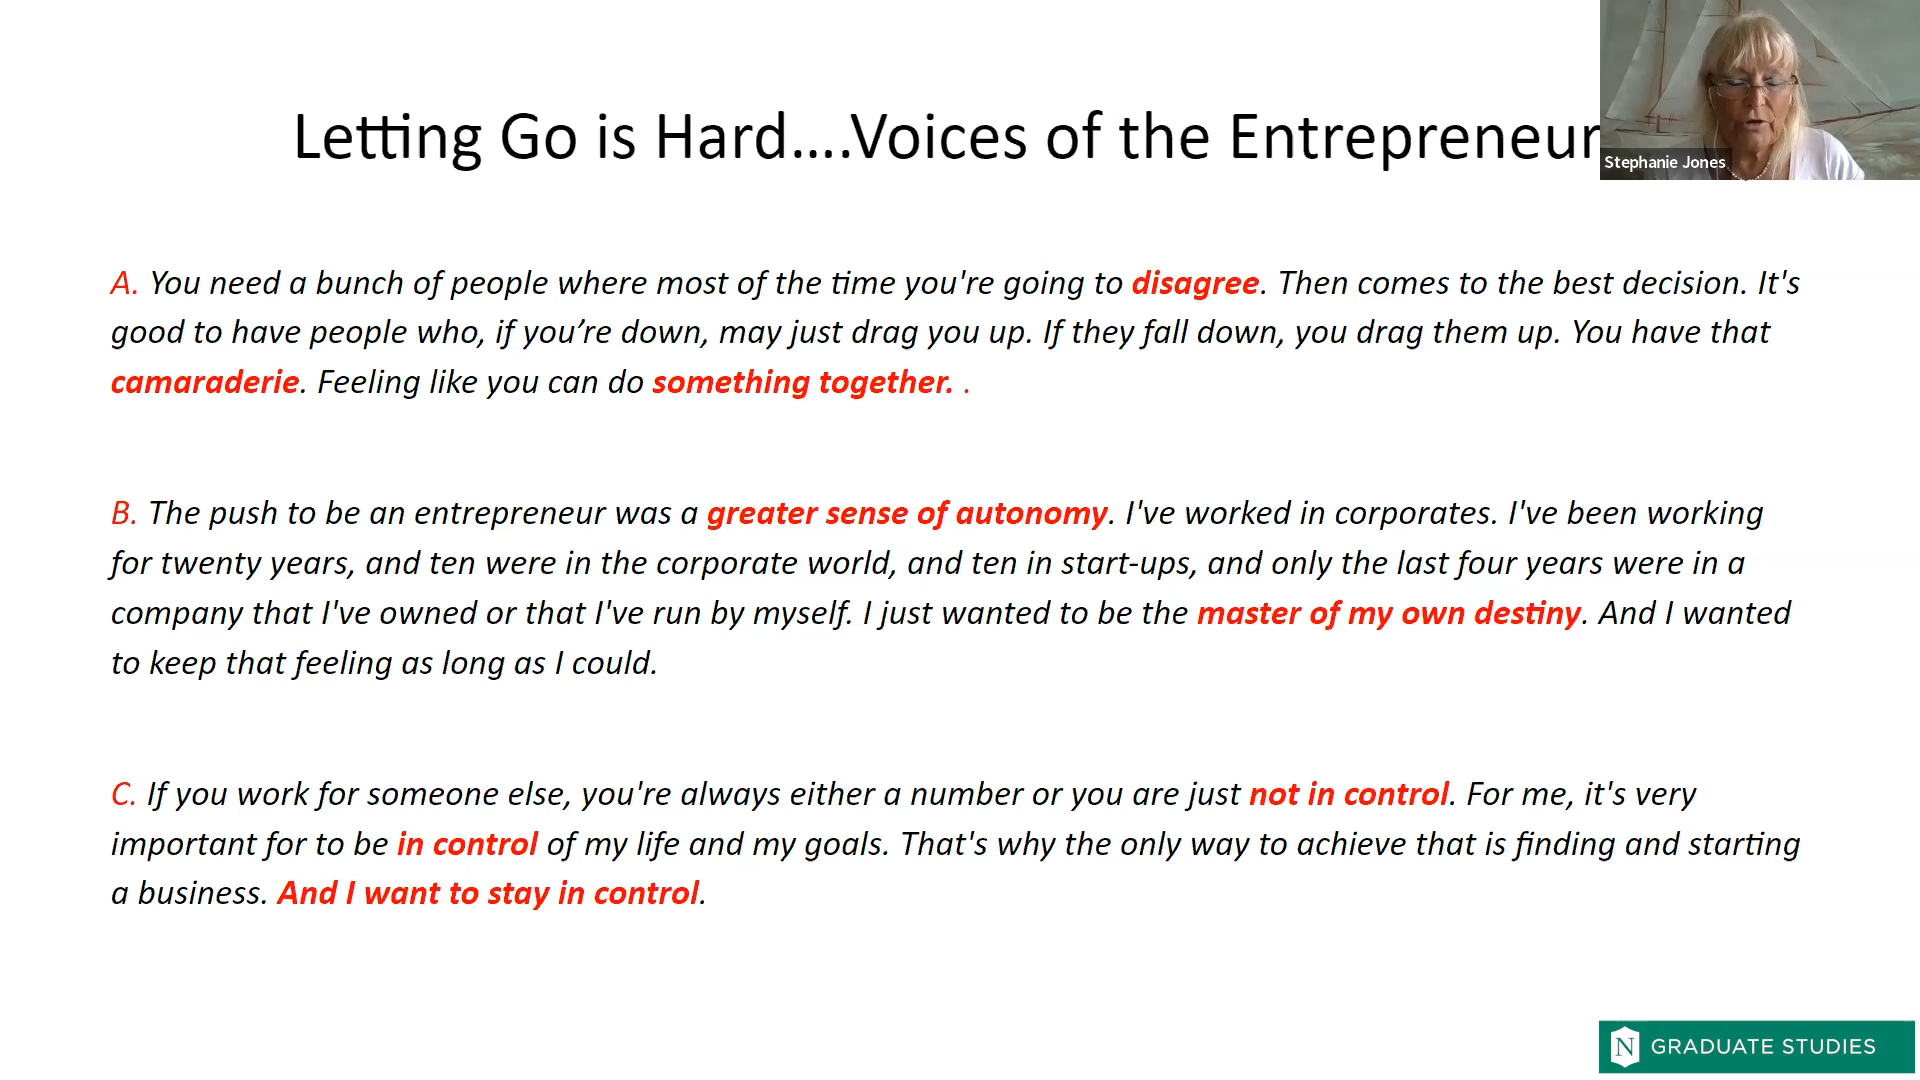 Letting Go is Hard....Voices of the Entrepreneur
Stephanie Jones
A. You need a bunch of people where most of the time you're going to disagree. Then comes to the best decision. It's
good to have people who, if you’re down, may just drag you up. If they fall down, you drag them up. You have that
camaraderie. Feeling like you can do something together. .
B. The push to be an entrepreneur was a greater sense of autonomy. I've worked in corporates. I've been working
for twenty years, and ten were in the corporate world, and ten in start-ups, and only the last four years were in a
company that I've owned or that I've run by myself. I just wanted to be the master of my own destiny. And I wanted
to keep that feeling as long as I could.
C. If you work for someone else, you're always either a number or you are just not in control. For me, it's very
important for to be in control of my life and my goals. That's why the only way to achieve that is finding and starting
a business. And I want to stay in control.
N GRADUATE STUDIES